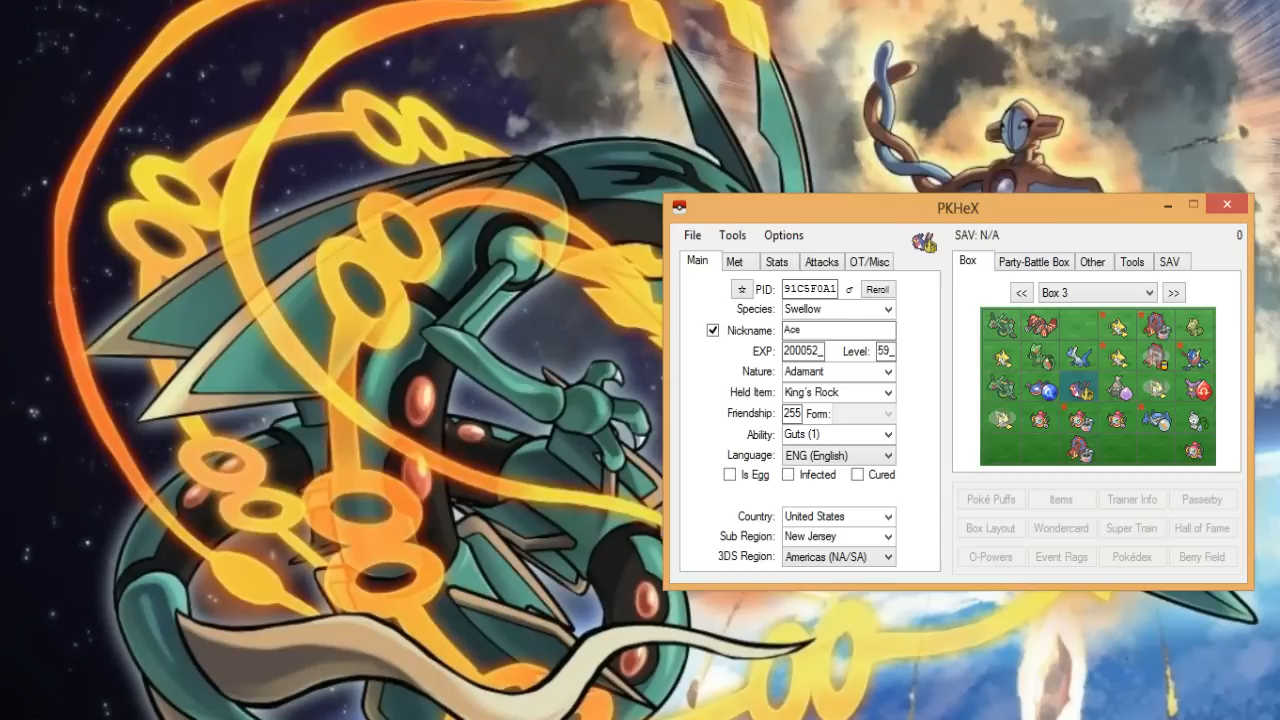 PKHeX
File Tools Options
SAV: N/A 0
Main Met Stats Attacks OT/Misc
Box Party-Battle Box Other Tools SAV
☆ PID: 91C5F0A1 ♂ Reroll
<< Box 3 >>
Species: Swellow
Nickname: Ace
EXP: 200052_ Level: 59_
Nature: Adamant
Held Item: King's Rock
Friendship: 255 Form:
Ability: Guts (1)
Language: ENG (English)
Is Egg Infected Cured
Country: United States
Sub Region: New Jersey
3DS Region: Americas (NA/SA)
Poké Puffs Items Trainer Info Passerby
Box Layout Wondercard Super Train Hall of Fame
O-Powers Event Flags Pokédex Berry Field